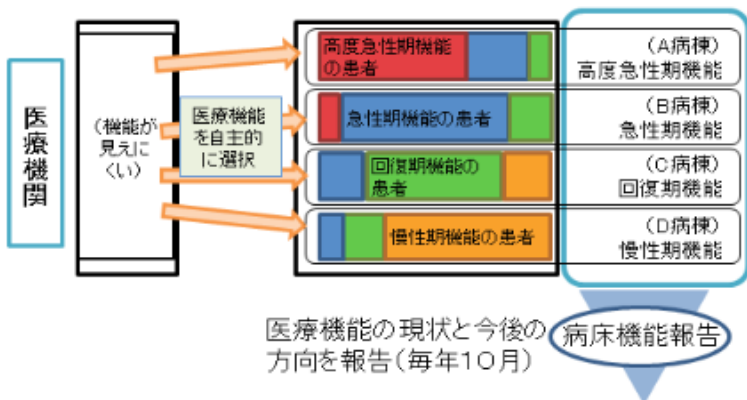 医療機関
(機能が
見えに
くい)
医療機能
を自主的
に選択
高度急性期機能
の患者
急性期機能の患者
回復期機能の
患者
慢性期機能の患者
(A病棟)
高度急性期機能
(B病棟)
急性期機能
(C病棟)
回復期機能
(D病棟)
慢性期機能
医療機能の現状と今後の
方向を報告(毎年10月)
病床機能報告